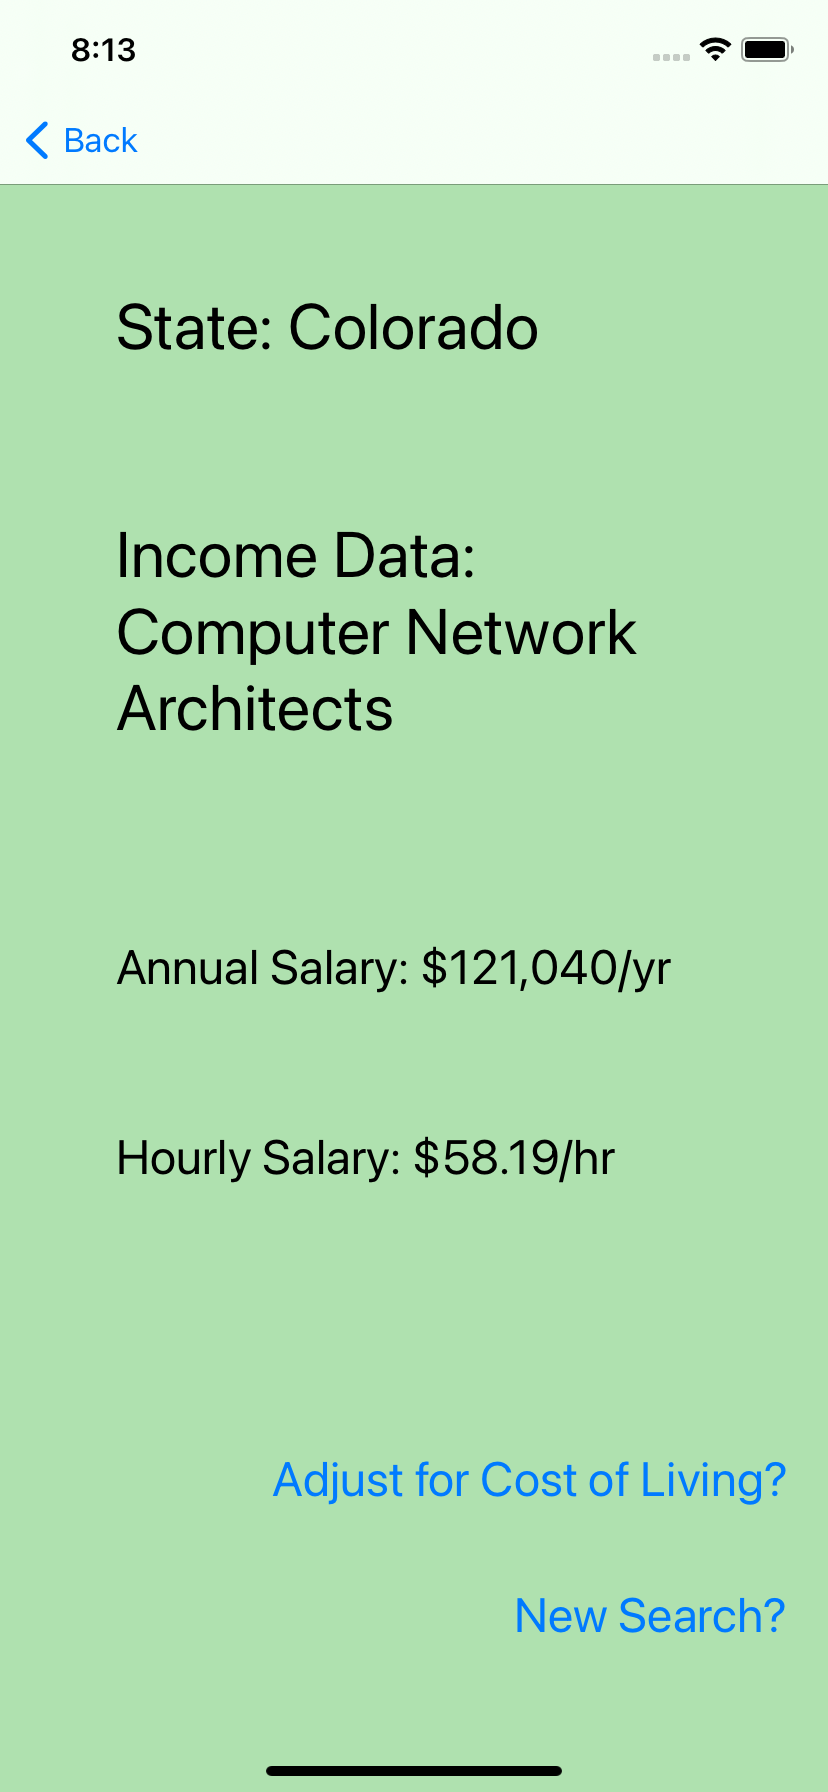 8:13
Back
State: Colorado
Income Data:
Computer Network
Architects
Annual Salary: $121,040/yr
Hourly Salary: $58.19/hr
Adjust for Cost of Living?
New Search?